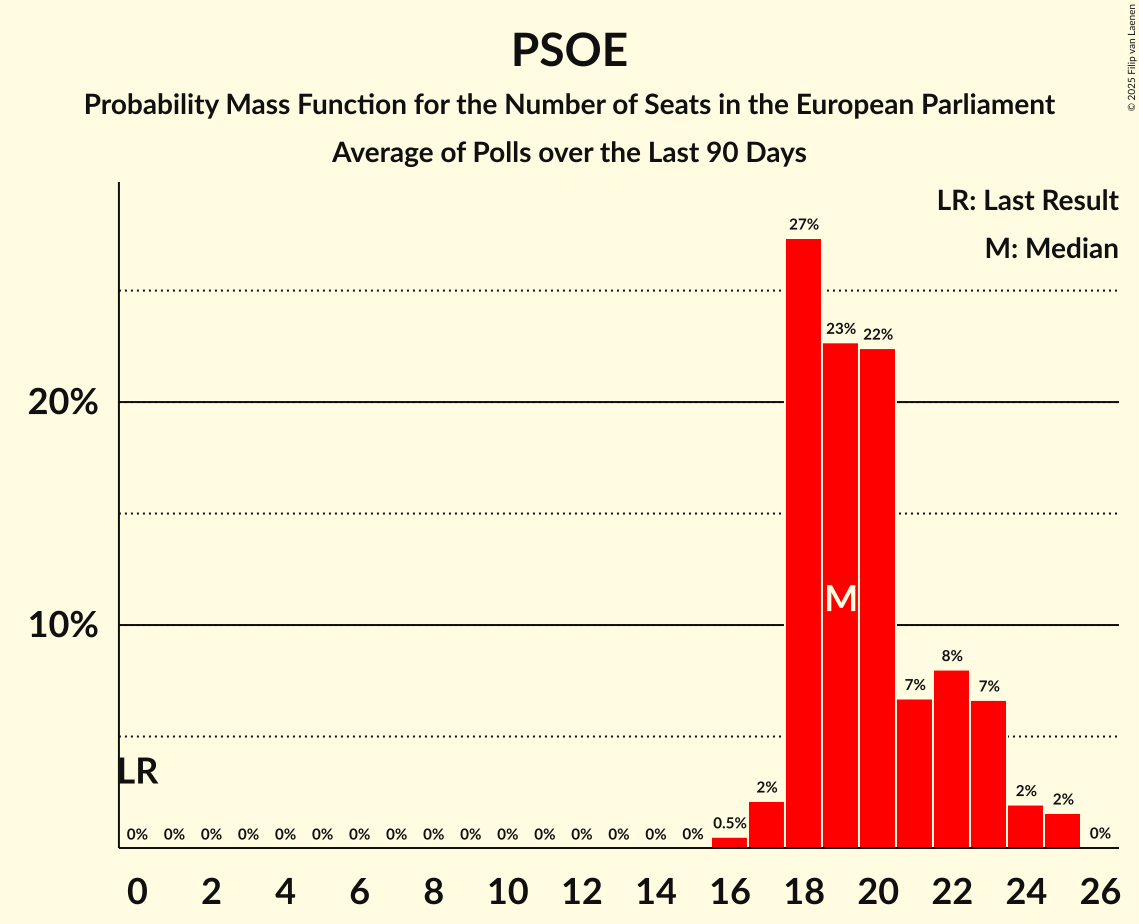 PSOE
Probability Mass Function for the Number of Seats in the European Parliament
Average of Polls over the Last 90 Days
© 2025 Filip van Laenen
LR: Last Result
M: Median
27%
23%
22%
20%
M
10%
8%
7%
7%
LR
2%
2%
2%
0.5%
0% 0% 0% 0% 0% 0% 0% 0% 0% 0% 0% 0% 0% 0% 0% 0% 0%
0 2 4 6 8 10 12 14 16 18 20 22 24 26